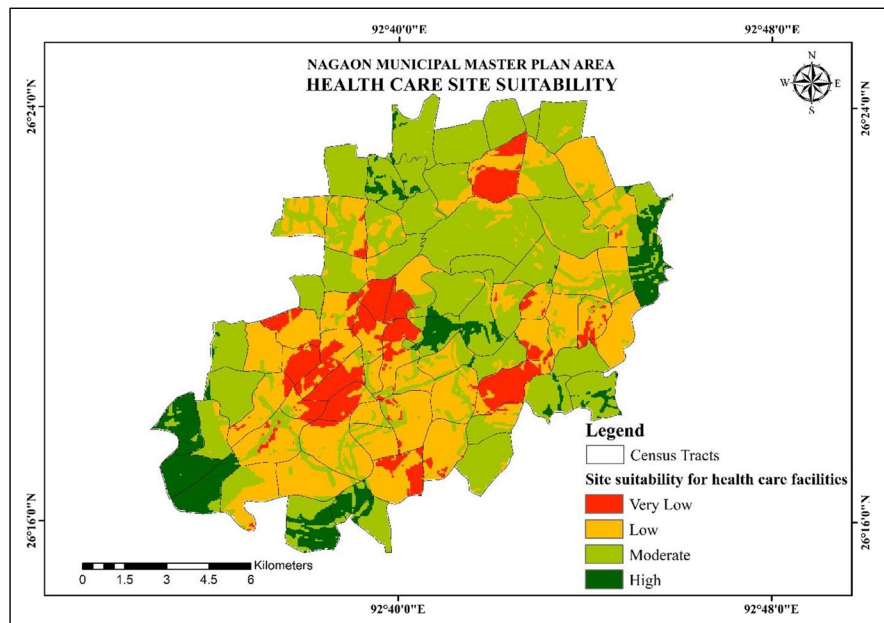 92°40'0"E 92°48'0"E
NAGAON MUNICIPAL MASTER PLAN AREA
HEALTH CARE SITE SUITABILITY
N
W E
S
26°24'0"N 26°24'0"N
Legend
Census Tracts
Site suitability for health care facilities
Very Low
Low
Moderate
High
26°16'0"N 26°16'0"N
Kilometers
0 1.5 3 4.5 6
92°40'0"E 92°48'0"E